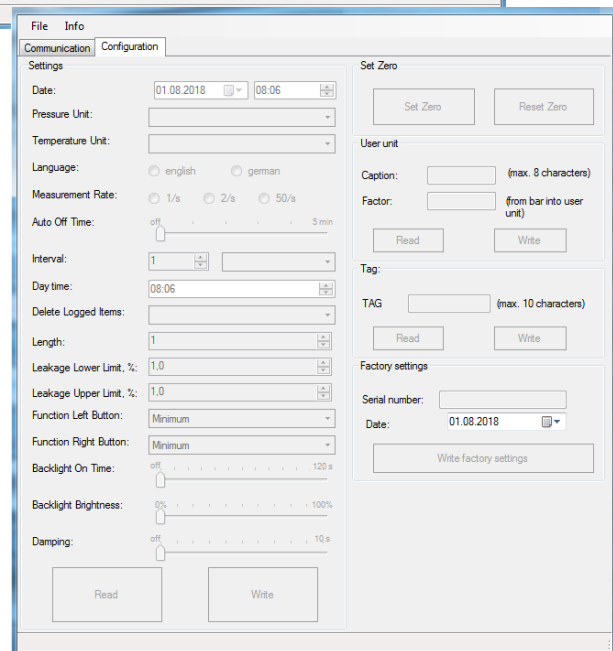 File Info
Communication Configuration
Settings
Date: 01.08.2018 08:06
Pressure Unit:
Temperature Unit:
Language: english german
Measurement Rate: 1/s 2/s 50/s
Auto Off Time: off 5 min
Interval: 1
Day time: 08:06
Delete Logged Items:
Length: 1
Leakage Lower Limit, %: 1,0
Leakage Upper Limit, %: 1,0
Function Left Button: Minimum
Function Right Button: Minimum
Backlight On Time: off 120 s
Backlight Brightness: 0% 100%
Damping: off 10 s
Read Write
Set Zero
Set Zero Reset Zero
User unit
Caption: (max. 8 characters)
Factor: (from bar into user
unit)
Read Write
Tag:
TAG (max. 10 characters)
Read Write
Factory settings
Serial number:
Date: 01.08.2018
Write factory settings